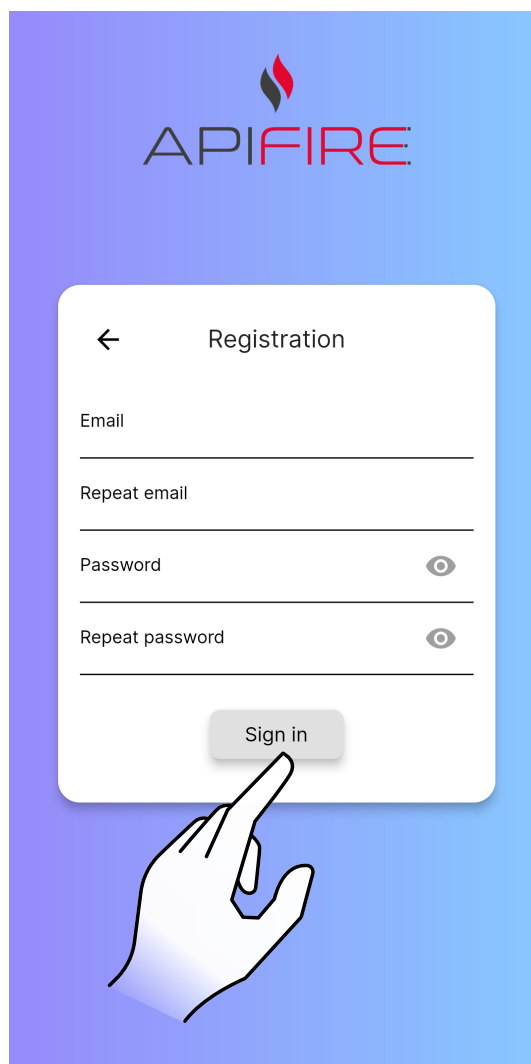 APIFIRE
Registration
Email
Repeat email
Password
Repeat password
Sign in